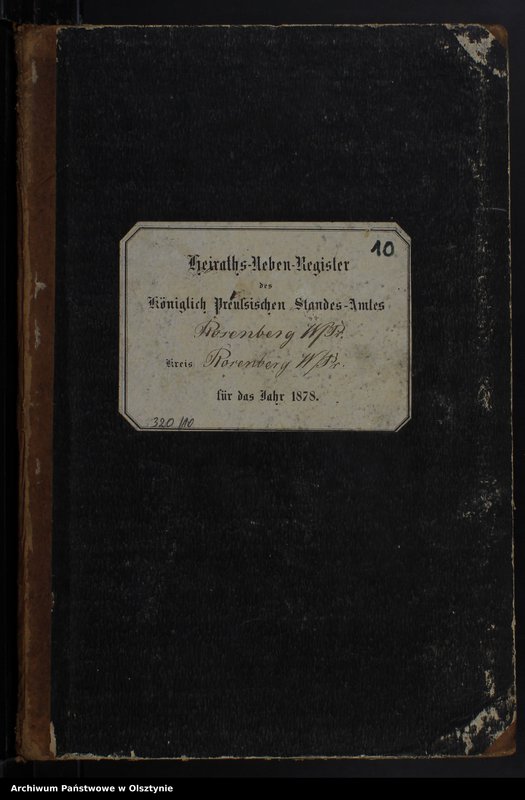 10
Heiraths-Neben-Register
des
Königlich Preußischen Standes-Amtes
Rosenberg W/Pr.
Kreis Rosenberg W/Pr.
für das Jahr 1878.
320/10
Archiwum Państwowe w Olsztynie